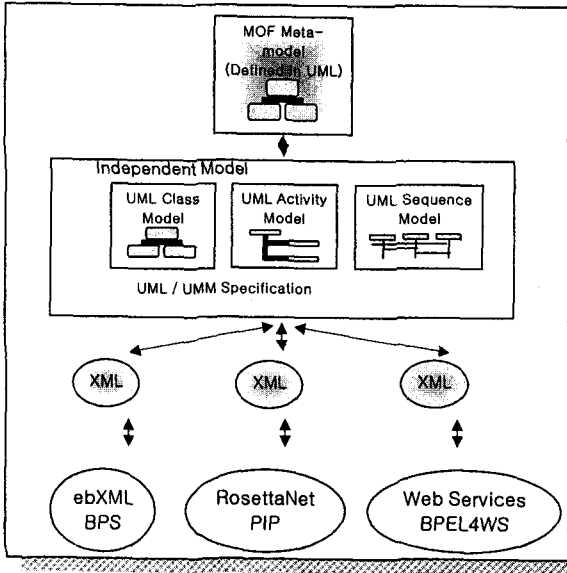 MOF Meta-
model
(Defined in UML)
Independent Model
UML Class
Model
UML Activity
Model
UML Sequence
Model
UML / UMM Specification
XML
XML
XML
ebXML
BPS
RosettaNet
PIP
Web Services
BPEL4WS